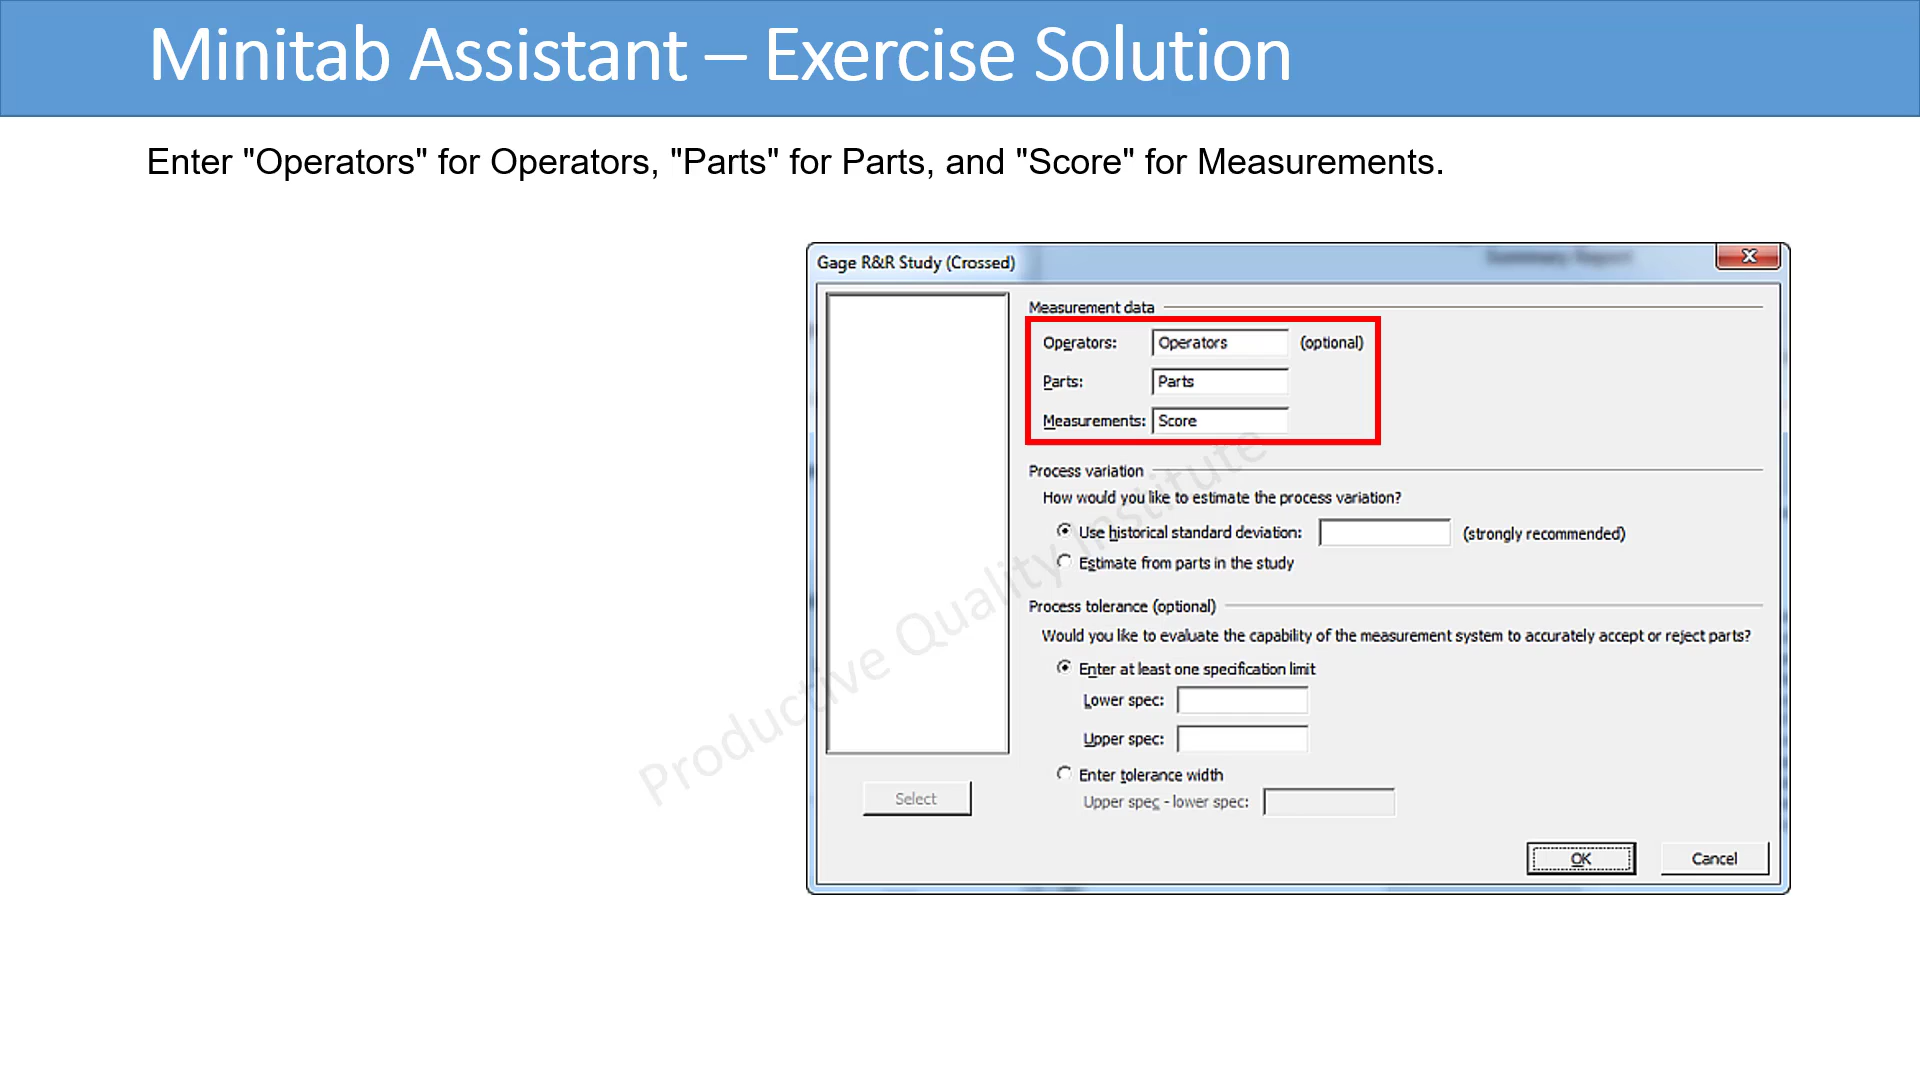 Minitab Assistant – Exercise Solution
Enter "Operators" for Operators, "Parts" for Parts, and "Score" for Measurements.
Gage R&R Study (Crossed)
Summary Report
Measurement data
Operators: Operators (optional)
Parts: Parts
Measurements: Score
Process variation
How would you like to estimate the process variation?
Use historical standard deviation: (strongly recommended)
Estimate from parts in the study
Process tolerance (optional)
Would you like to evaluate the capability of the measurement system to accurately accept or reject parts?
Enter at least one specification limit
Lower spec:
Upper spec:
Enter tolerance width
Upper spec - lower spec:
Select
OK Cancel
Productive Quality Institute